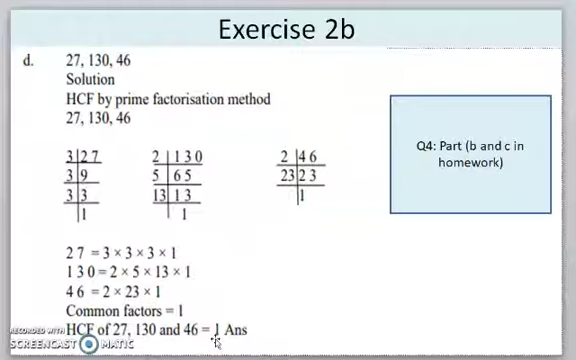 Exercise 2b
d. 27, 130, 46
Solution
HCF by prime factorisation method
27, 130, 46
3 27
3 9
3 3
1
2 130
5 65
13 13
1
2 46
23 23
1
27 = 3 × 3 × 3 × 1
130 = 2 × 5 × 13 × 1
46 = 2 × 23 × 1
Common factors = 1
HCF of 27, 130 and 46 = 1 Ans
Q4: Part (b and c in
homework)
RECORDED WITH
SCREENCAST MATIC